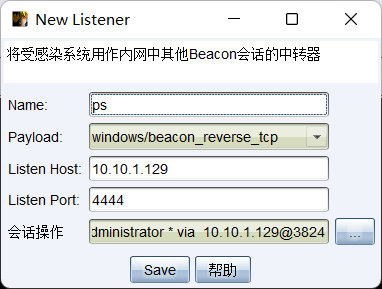 New Listener
将受感染系统用作内网中其他Beacon会话的中转器
Name: ps
Payload: windows/beacon_reverse_tcp
Listen Host: 10.10.1.129
Listen Port: 4444
会话操作 dministrator * via 10.10.1.129@3824 ...
Save 帮助